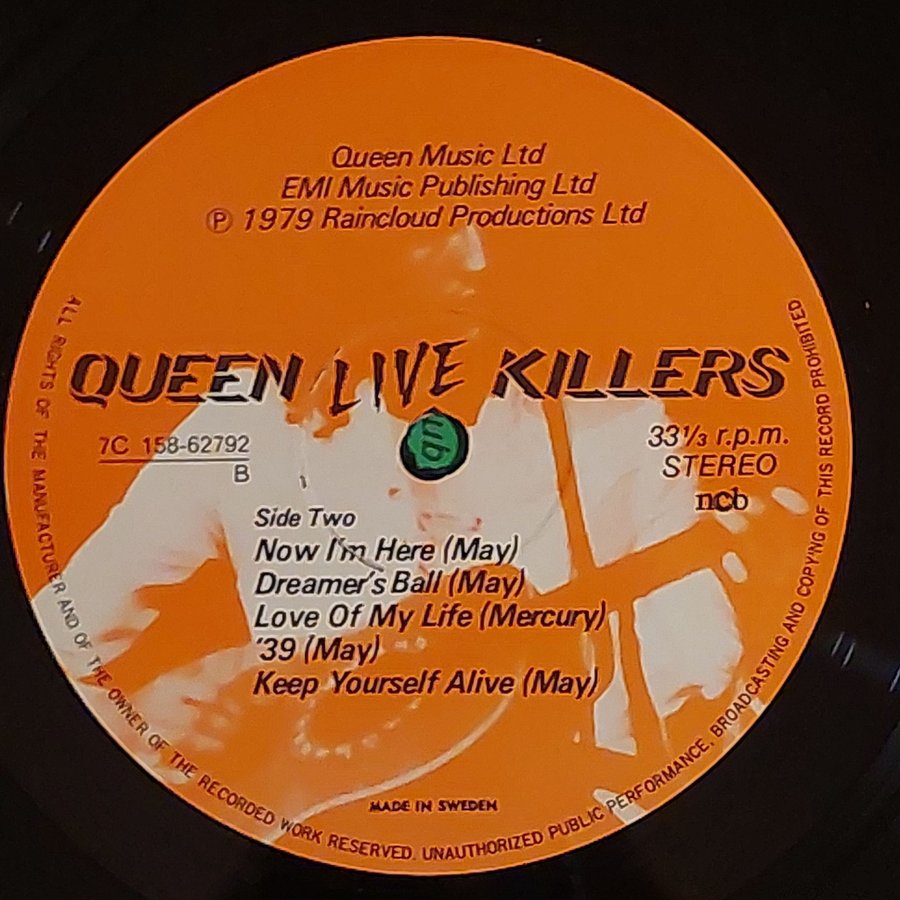 Queen Music Ltd
EMI Music Publishing Ltd
Ⓟ 1979 Raincloud Productions Ltd
QUEEN LIVE KILLERS
7C 158-62792
B
33⅓ r.p.m.
STEREO
ncb
Side Two
Now I'm Here (May)
Dreamer's Ball (May)
Love Of My Life (Mercury)
'39 (May)
Keep Yourself Alive (May)
MADE IN SWEDEN
ALL RIGHTS OF THE MANUFACTURER AND OF THE OWNER OF THE RECORDED WORK RESERVED. UNAUTHORIZED PUBLIC PERFORMANCE, BROADCASTING AND COPYING OF THIS RECORD PROHIBITED